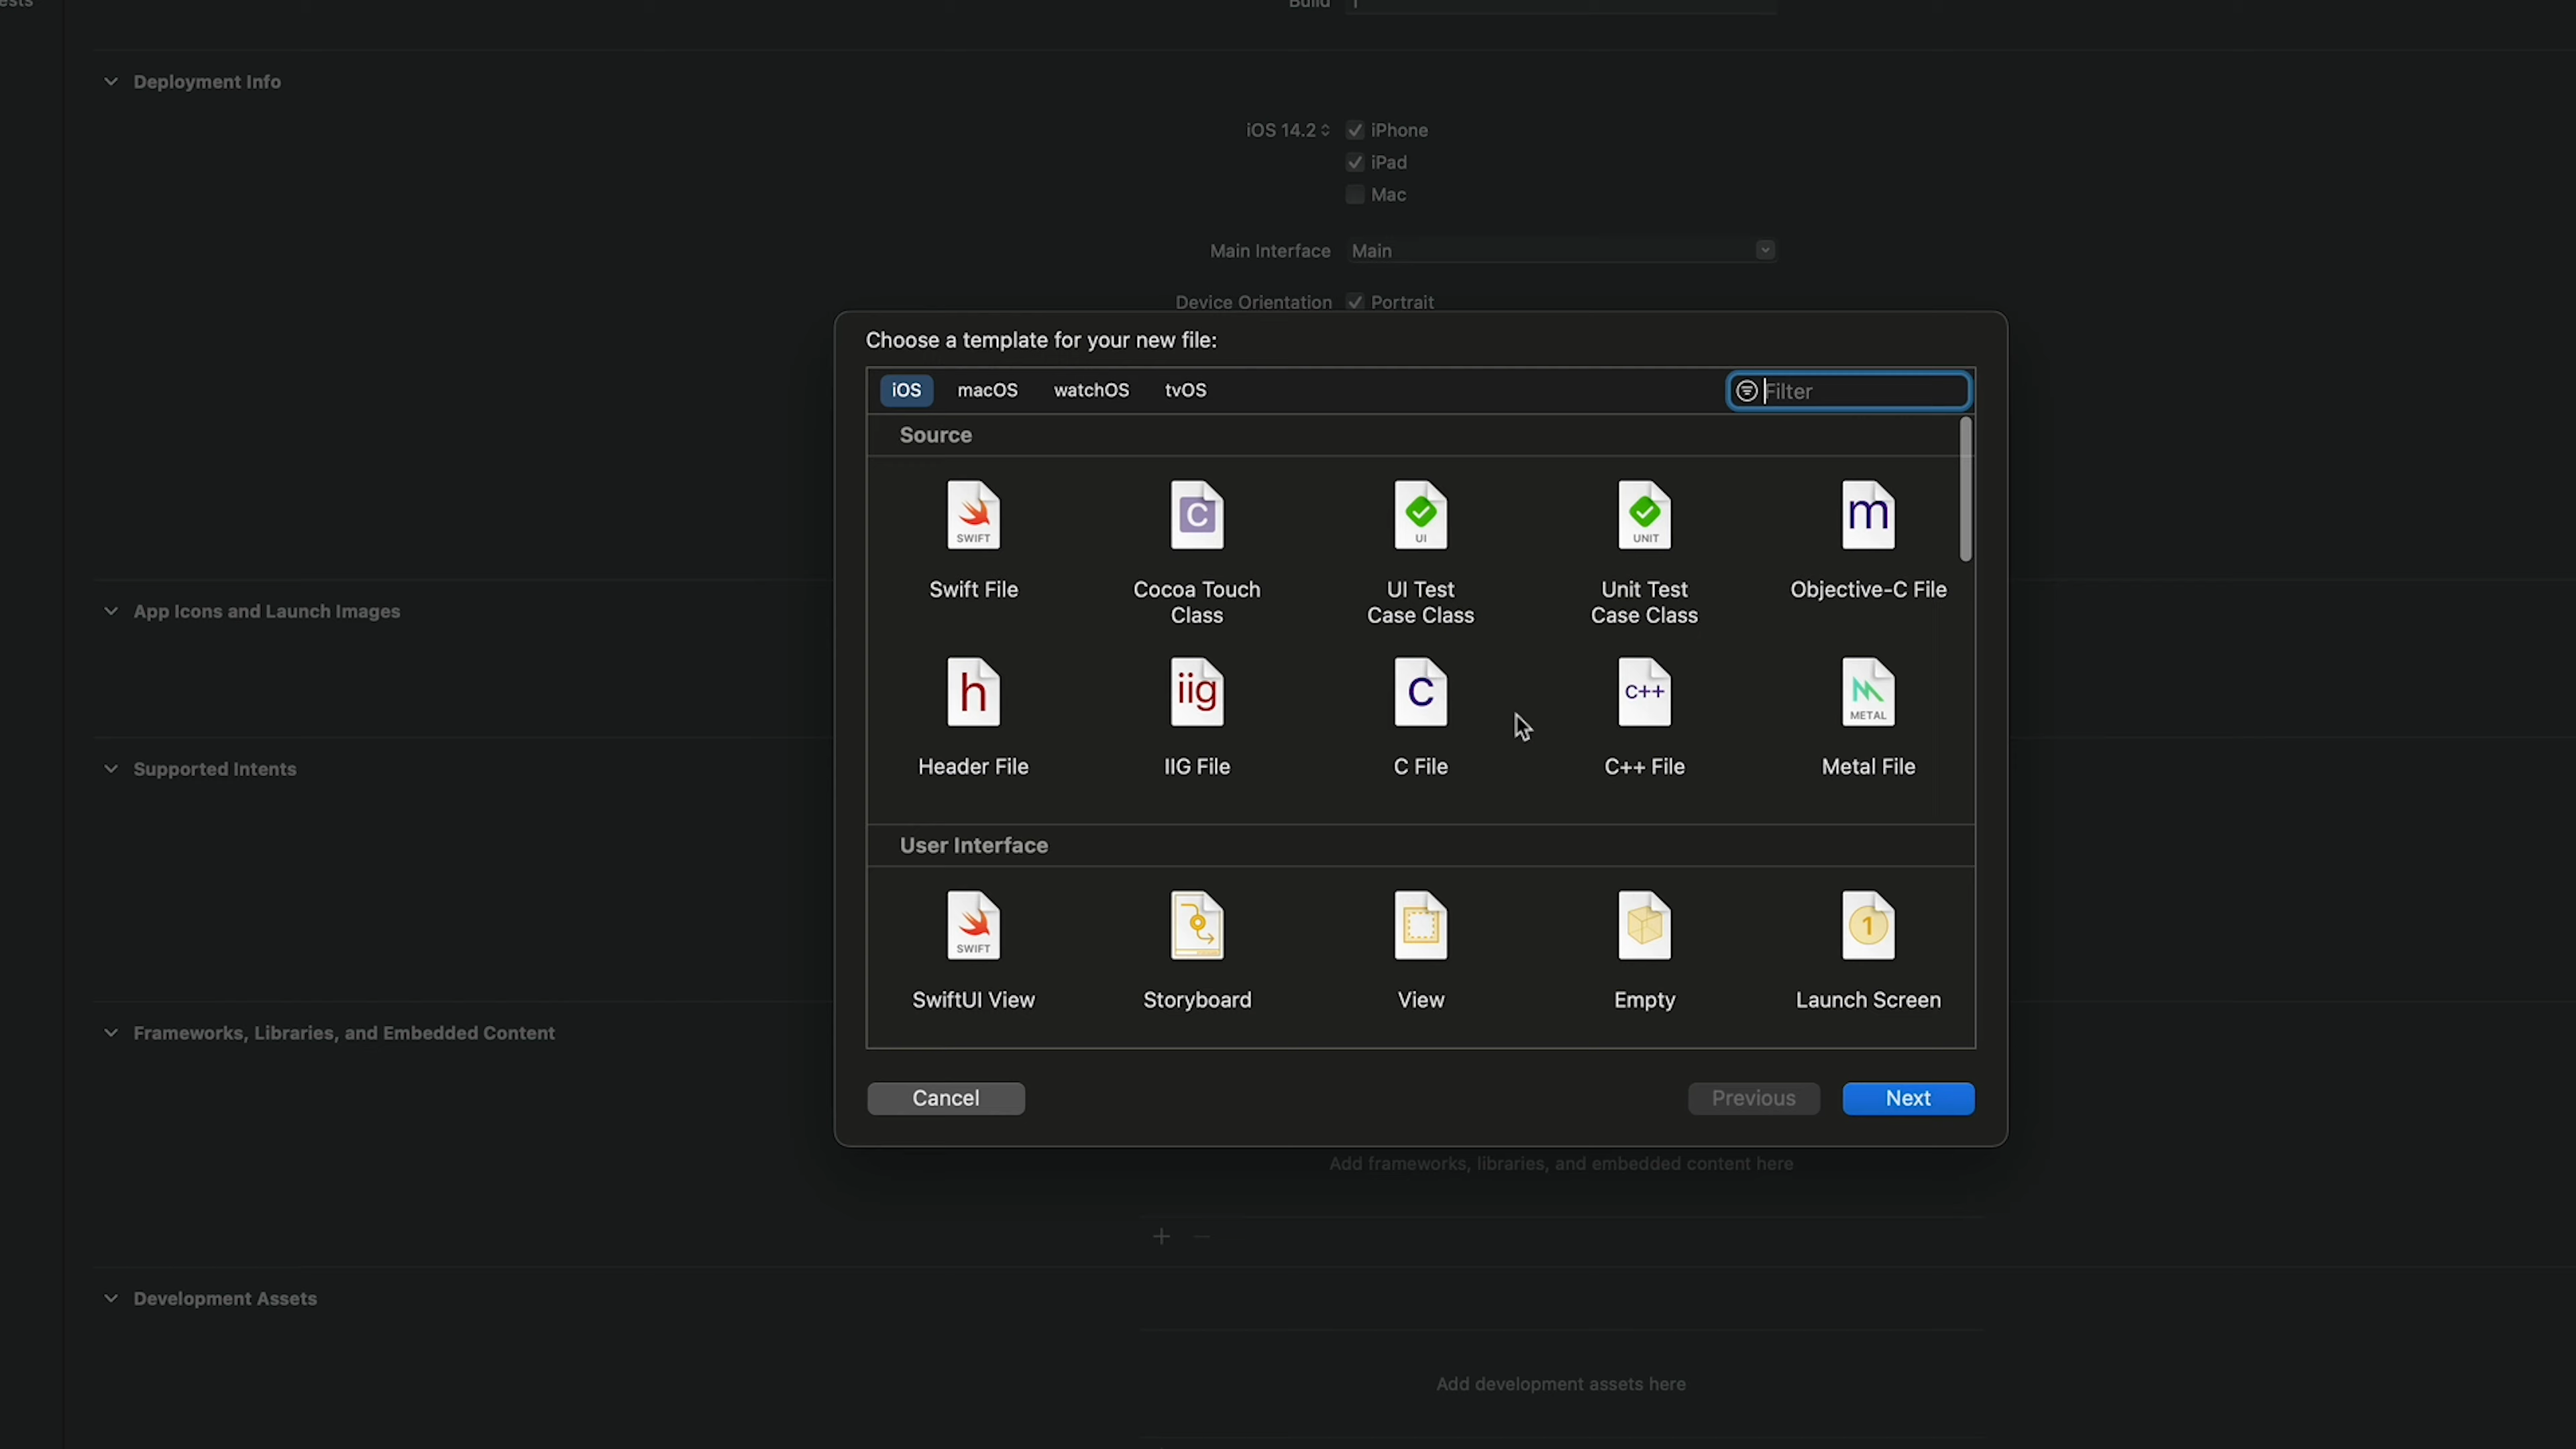 Build
Deployment Info
iOS 14.2
iPhone
iPad
Mac
Main Interface
Main
Device Orientation
Portrait
Choose a template for your new file:
iOS
macOS
watchOS
tvOS
Filter
Source
SWIFT
C
UI
UNIT
m
Swift File
Cocoa Touch
Class
UI Test
Case Class
Unit Test
Case Class
Objective-C File
App Icons and Launch Images
h
iig
C
C++
METAL
Header File
IIG File
C File
C++ File
Metal File
Supported Intents
User Interface
SWIFT
1
SwiftUI View
Storyboard
View
Empty
Launch Screen
Frameworks, Libraries, and Embedded Content
Cancel
Previous
Next
Add frameworks, libraries, and embedded content here
Development Assets
Add development assets here